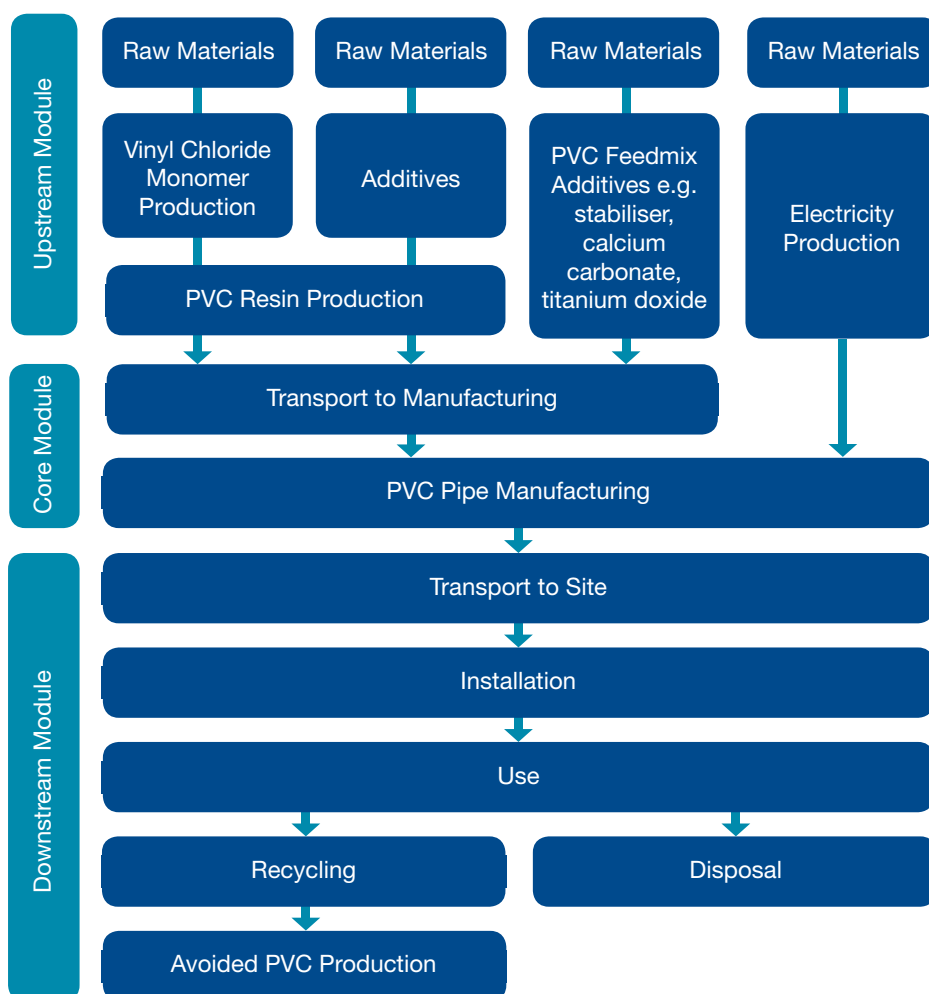 Upstream Module
Raw Materials
Raw Materials
Raw Materials
Raw Materials
Vinyl Chloride
Monomer
Production
Additives
PVC Feedmix
Additives e.g.
stabiliser,
calcium
carbonate,
titanium doxide
Electricity
Production
PVC Resin Production
Core Module
Transport to Manufacturing
PVC Pipe Manufacturing
Downstream Module
Transport to Site
Installation
Use
Recycling
Disposal
Avoided PVC Production